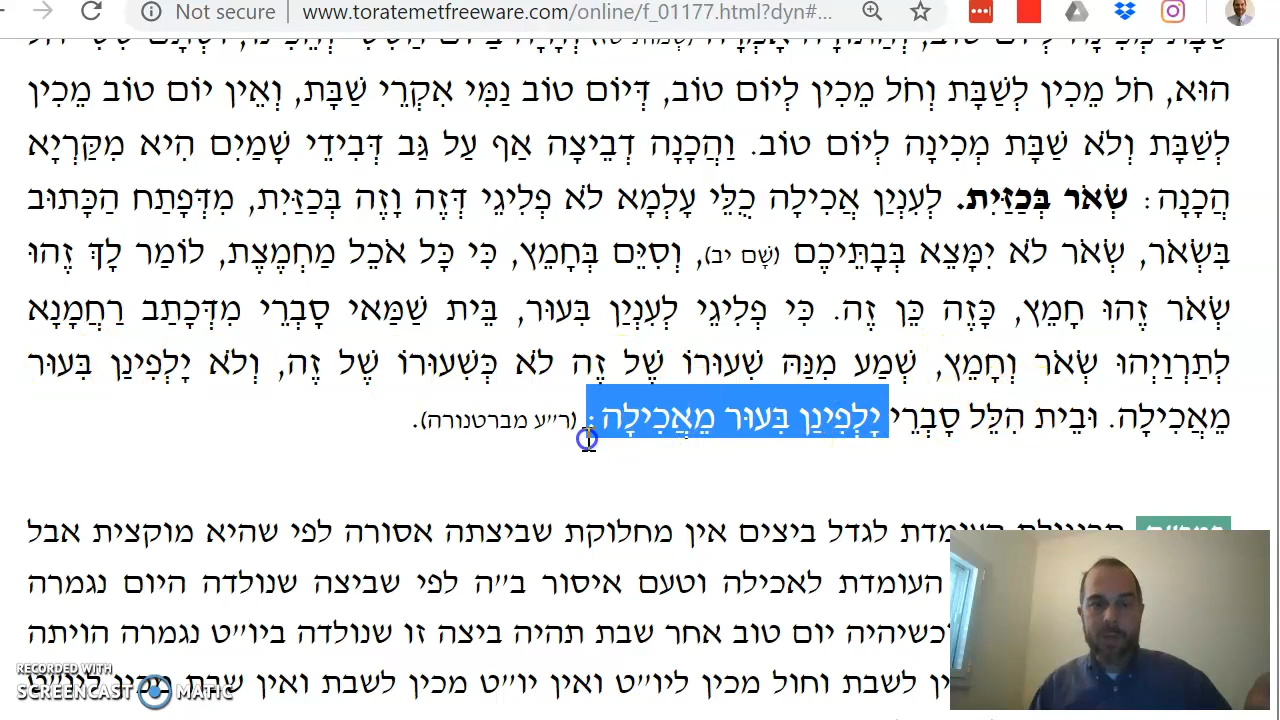 Not secure | www.toratemetfreeware.com/online/f_01177.html?dyn#...
הוּא, חֹל מֵכִין לְשַׁבָּת וְחֹל מֵכִין לְיוֹם טוֹב, דְּיוֹם טוֹב נַמִּי אִקְרֵי שַׁבָּת, וְאֵין יוֹם טוֹב מֵכִין
לְשַׁבָּת וְלֹא שַׁבָּת מְכִינָה לְיוֹם טוֹב. וַהֲכָנָה דְבֵיצָה אַף עַל גַּב דְּבִידֵי שָׁמַיִם הִיא מִקַּרְיָא
הֲכָנָה: שְׂאֹר בְּכַזַּיִת. לְעִנְיַן אֲכִילָה כֻלֵּי עָלְמָא לֹא פְּלִיגֵי דְּזֶה וָזֶה בְּכַזַּיִת, מִדְּפָתַח הַכָּתוּב
בִּשְׂאֹר, שְׂאֹר לֹא יִמָּצֵא בְּבָתֵּיכֶם (שָׁם יב), וְסִיֵּם בְּחָמֵץ, כִּי כָּל אֹכֵל מַחְמֶצֶת, לוֹמַר לָךְ זֶהוּ
שְׂאֹר זֶהוּ חָמֵץ, כָּזֶה כֵּן זֶה. כִּי פְּלִיגֵי לְעִנְיַן בִּעוּר, בֵּית שַׁמַּאי סָבְרֵי מִדְּכָתַב רַחֲמָנָא
לְתַרְוַיְהוּ שְׂאֹר וְחָמֵץ, שְׁמַע מִנַּהּ שִׁעוּרוֹ שֶׁל זֶה לֹא כְּשִׁעוּרוֹ שֶׁל זֶה, וְלֹא יָלְפִינַן בִּעוּר
מֵאֲכִילָה. וּבֵית הִלֵּל סָבְרֵי יָלְפִינַן בִּעוּר מֵאֲכִילָה: (ר״ע מברטנורה).
העומדת לגדל ביצים אין מחלוקת שביצתה אסורה לפי שהיא מוקצית אבל
העומדת לאכילה וטעם איסור ב״ה לפי שביצה שנולדה היום נגמרה
וכשיהיה יום טוב אחר שבת תהיה ביצה זו שנולדה ביו״ט נגמרה הויתה
לשבת וחול מכין ליו״ט ואין יו״ט מכין לשבת ואין שבת מכין ליו״ט
RECORDED WITH
SCREENCAST MATIC